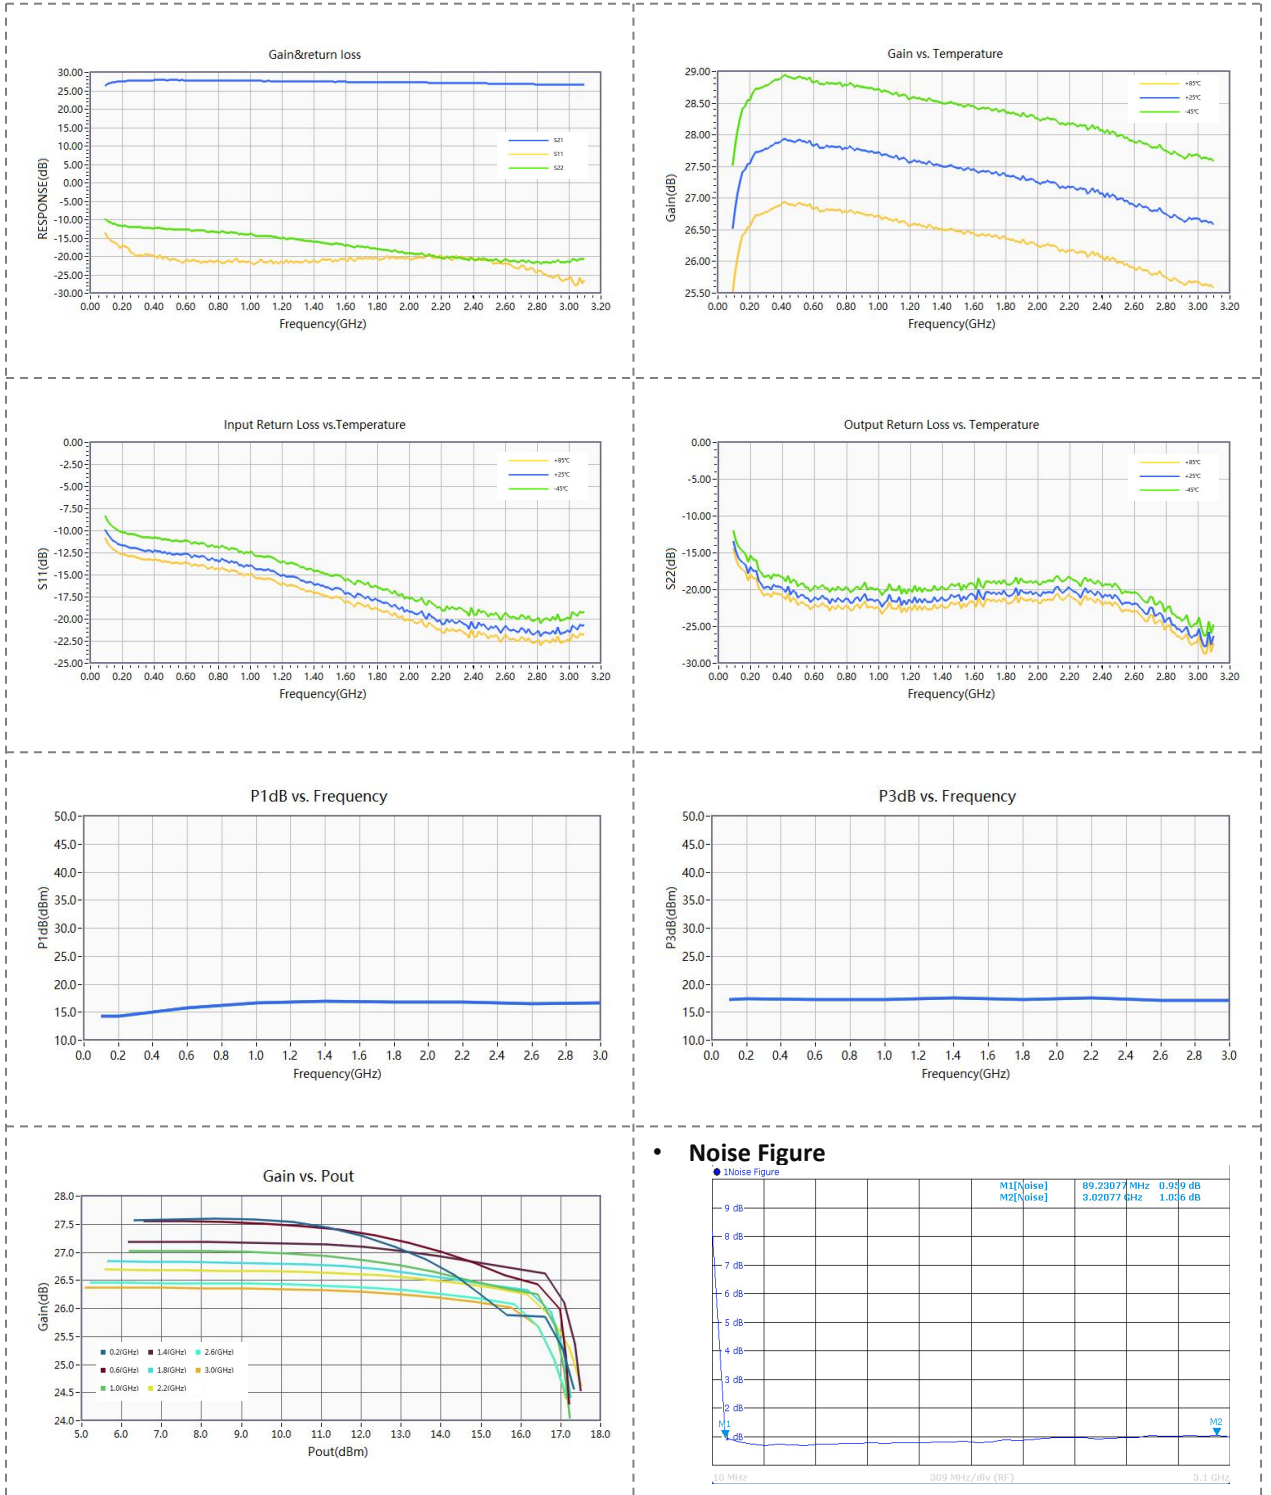 Gain&return loss
30.00
25.00
20.00
15.00
10.00
5.00
0.00
-5.00
-10.00
-15.00
-20.00
-25.00
-30.00
RESPONSE(dB)
S21
S11
S22
0.00 0.20 0.40 0.60 0.80 1.00 1.20 1.40 1.60 1.80 2.00 2.20 2.40 2.60 2.80 3.00 3.20
Frequency(GHz)
Gain vs. Temperature
29.00
28.50
28.00
27.50
27.00
26.50
26.00
25.50
Gain(dB)
+85℃
+25℃
-45℃
0.00 0.20 0.40 0.60 0.80 1.00 1.20 1.40 1.60 1.80 2.00 2.20 2.40 2.60 2.80 3.00 3.20
Frequency(GHz)
Input Return Loss vs.Temperature
0.00
-2.50
-5.00
-7.50
-10.00
-12.50
-15.00
-17.50
-20.00
-22.50
-25.00
S11(dB)
+85℃
+25℃
-45℃
0.00 0.20 0.40 0.60 0.80 1.00 1.20 1.40 1.60 1.80 2.00 2.20 2.40 2.60 2.80 3.00 3.20
Frequency(GHz)
Output Return Loss vs. Temperature
0.00
-5.00
-10.00
-15.00
-20.00
-25.00
-30.00
S22(dB)
+85℃
+25℃
-45℃
0.00 0.20 0.40 0.60 0.80 1.00 1.20 1.40 1.60 1.80 2.00 2.20 2.40 2.60 2.80 3.00 3.20
Frequency(GHz)
P1dB vs. Frequency
50.0
45.0
40.0
35.0
30.0
25.0
20.0
15.0
10.0
P1dB(dBm)
0.0 0.2 0.4 0.6 0.8 1.0 1.2 1.4 1.6 1.8 2.0 2.2 2.4 2.6 2.8 3.0
Frequency(GHz)
P3dB vs. Frequency
50.0
45.0
40.0
35.0
30.0
25.0
20.0
15.0
10.0
P3dB(dBm)
0.0 0.2 0.4 0.6 0.8 1.0 1.2 1.4 1.6 1.8 2.0 2.2 2.4 2.6 2.8 3.0
Frequency(GHz)
Gain vs. Pout
28.0
27.5
27.0
26.5
26.0
25.5
25.0
24.5
24.0
Gain(dB)
0.2(GHz) 1.4(GHz) 2.6(GHz)
0.6(GHz) 1.8(GHz) 3.0(GHz)
1.0(GHz) 2.2(GHz)
5.0 6.0 7.0 8.0 9.0 10.0 11.0 12.0 13.0 14.0 15.0 16.0 17.0 18.0
Pout(dBm)
• Noise Figure
1Noise Figure
M1[Noise] 89.23077 MHz 0.959 dB
M2[Noise] 3.02077 GHz 1.036 dB
9 dB
8 dB
7 dB
6 dB
5 dB
4 dB
3 dB
2 dB
M1
M2
dB
10 MHz 309 MHz/div (RF) 3.1 GHz